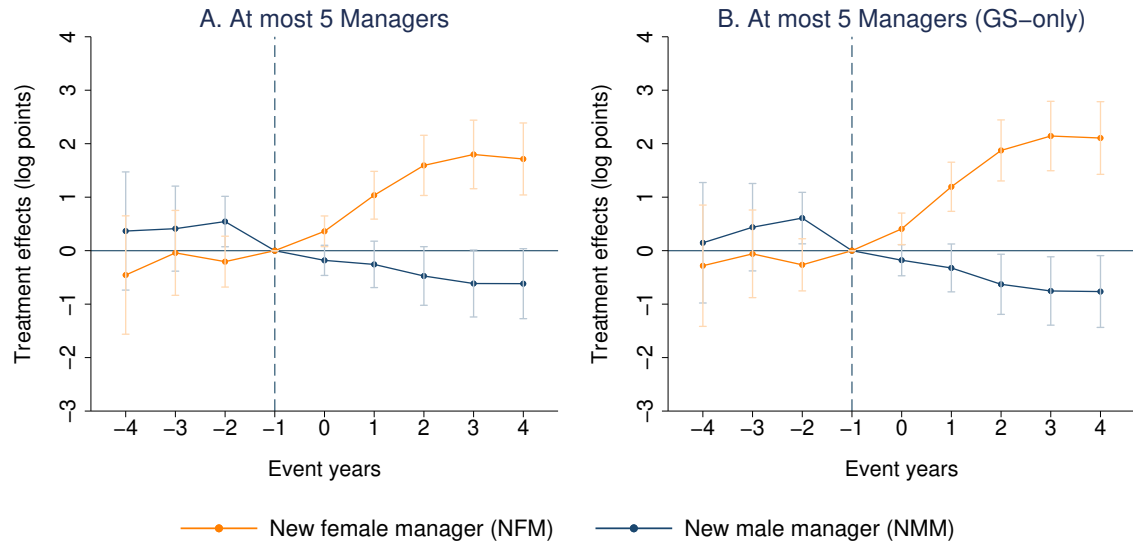 A. At most 5 Managers
Treatment effects (log points)
4
3
2
1
0
−1
−2
−3
−4 −3 −2 −1 0 1 2 3 4
Event years
B. At most 5 Managers (GS−only)
Treatment effects (log points)
4
3
2
1
0
−1
−2
−3
−4 −3 −2 −1 0 1 2 3 4
Event years
New female manager (NFM) New male manager (NMM)